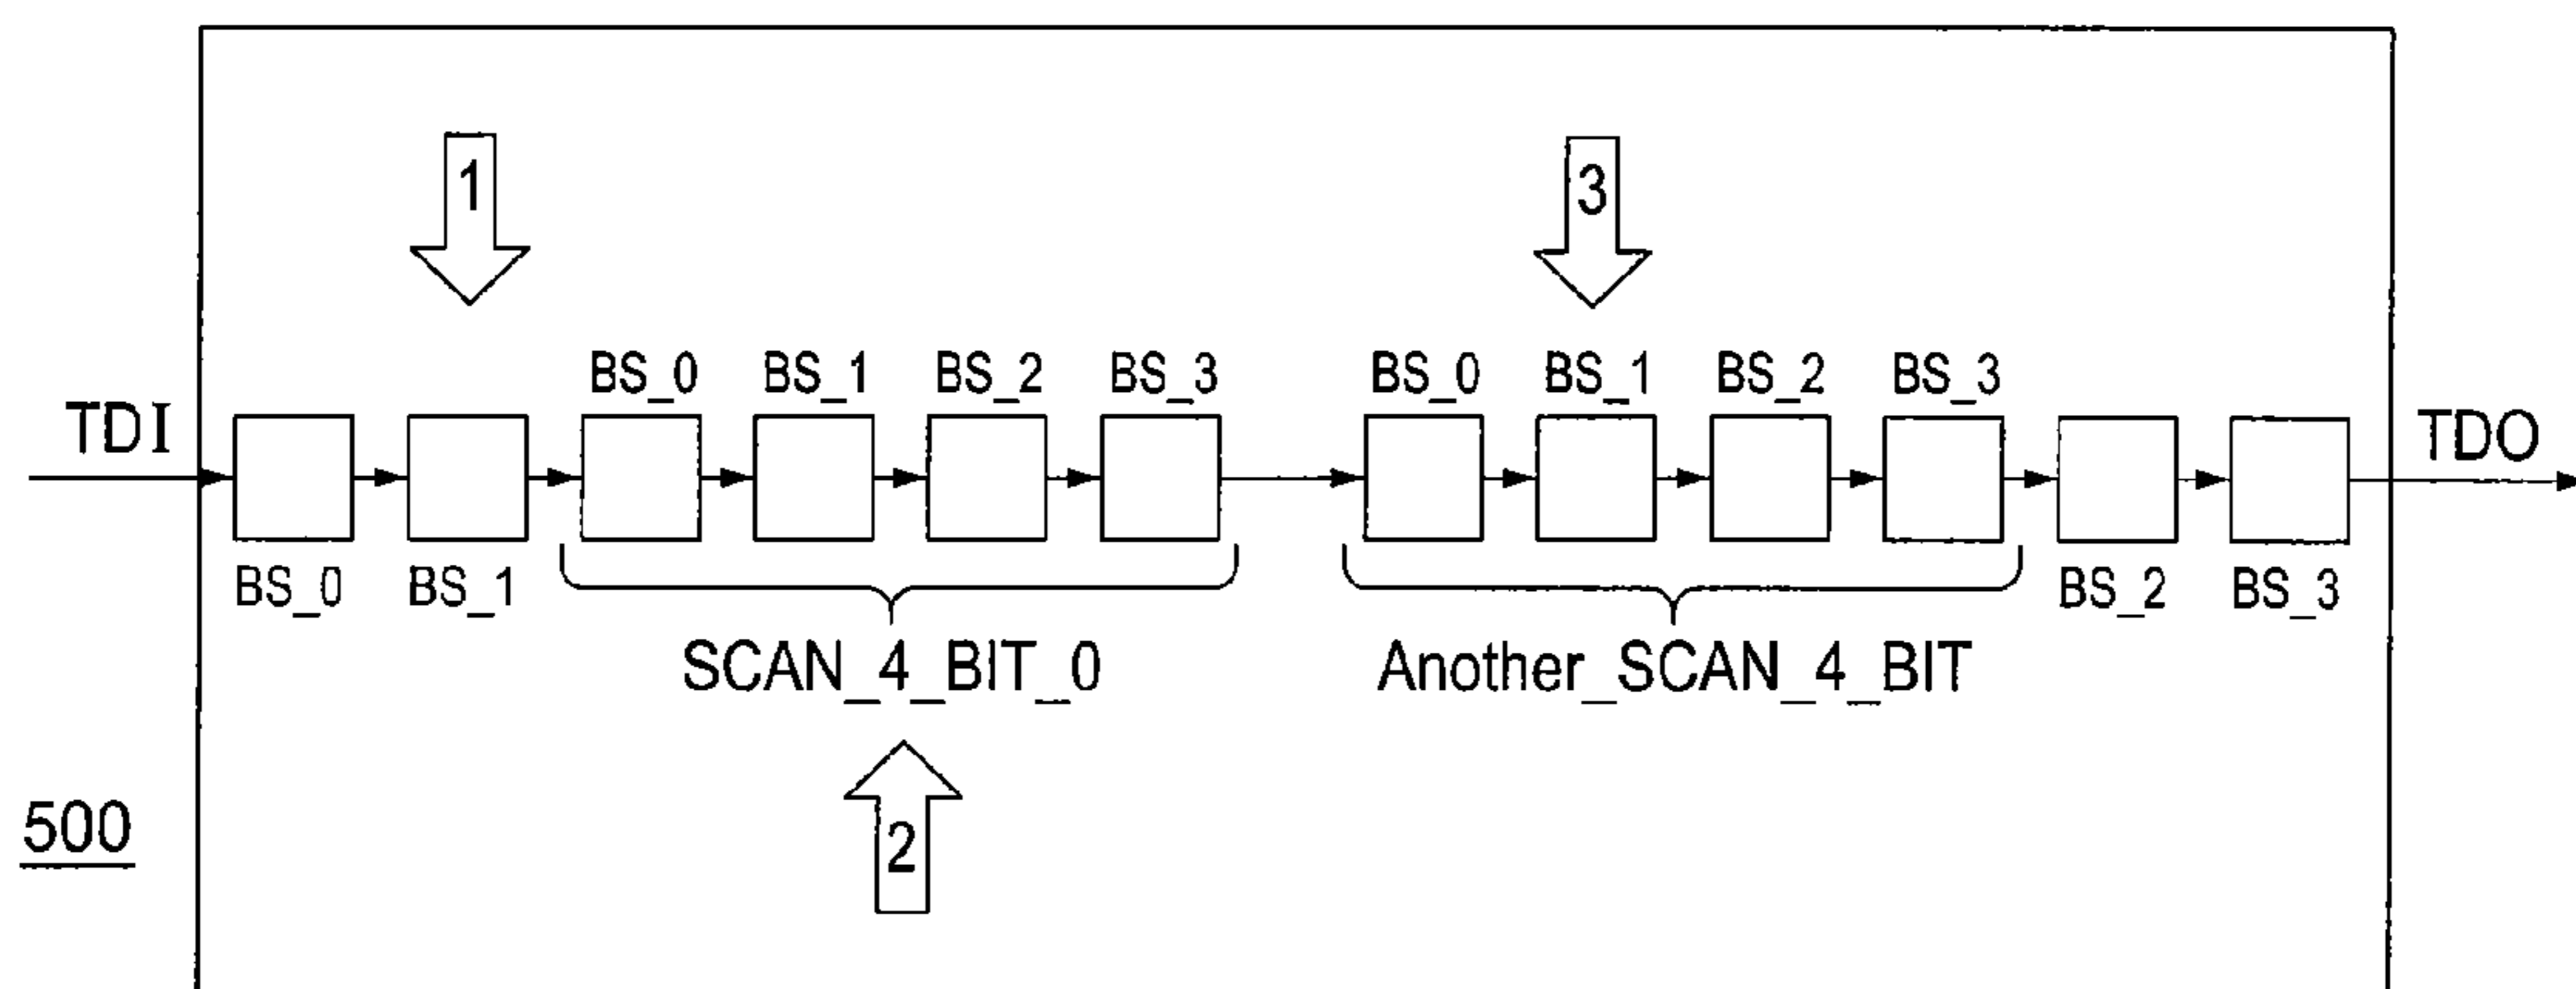 1
3
BS_0 BS_1 BS_2 BS_3 BS_0 BS_1 BS_2 BS_3
TDI TDO
BS_0 BS_1 BS_2 BS_3
SCAN_4_BIT_0 Another_SCAN_4_BIT
500
2